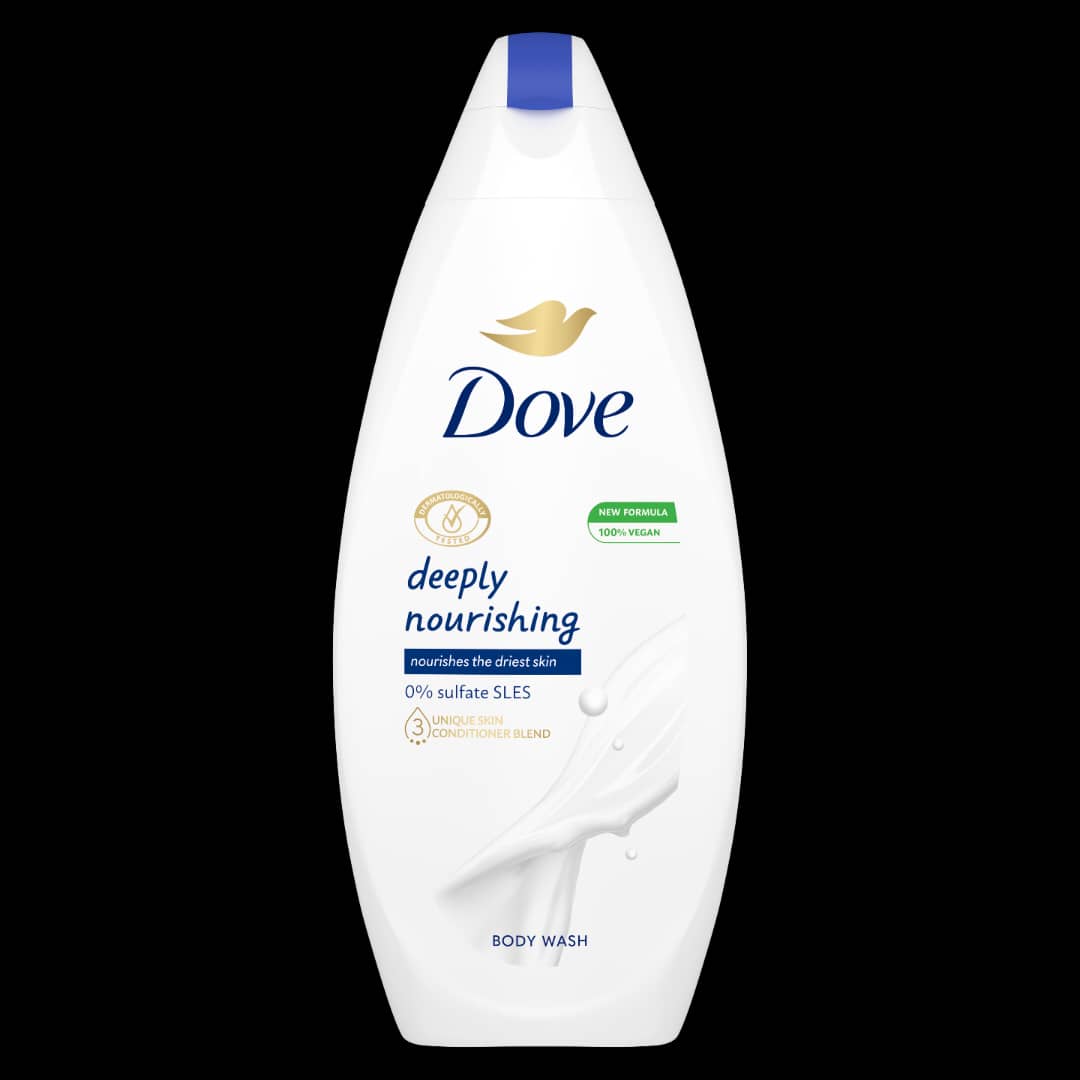 Dove
DERMATOLOGICALLY
TESTED
NEW FORMULA
100% VEGAN
deeply
nourishing
nourishes the driest skin
0% sulfate SLES
3 UNIQUE SKIN
CONDITIONER BLEND
BODY WASH